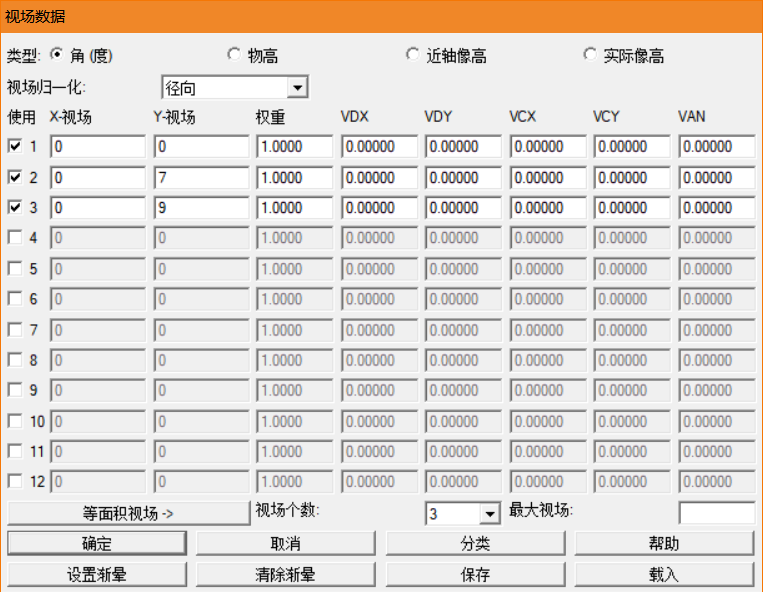 视场数据
类型: 角 (度) 物高 近轴像高 实际像高
视场归一化: 径向
使用 X-视场 Y-视场 权重 VDX VDY VCX VCY VAN
1 0 0 1.0000 0.00000 0.00000 0.00000 0.00000 0.00000
2 0 7 1.0000 0.00000 0.00000 0.00000 0.00000 0.00000
3 0 9 1.0000 0.00000 0.00000 0.00000 0.00000 0.00000
4 0 0 1.0000 0.00000 0.00000 0.00000 0.00000 0.00000
5 0 0 1.0000 0.00000 0.00000 0.00000 0.00000 0.00000
6 0 0 1.0000 0.00000 0.00000 0.00000 0.00000 0.00000
7 0 0 1.0000 0.00000 0.00000 0.00000 0.00000 0.00000
8 0 0 1.0000 0.00000 0.00000 0.00000 0.00000 0.00000
9 0 0 1.0000 0.00000 0.00000 0.00000 0.00000 0.00000
10 0 0 1.0000 0.00000 0.00000 0.00000 0.00000 0.00000
11 0 0 1.0000 0.00000 0.00000 0.00000 0.00000 0.00000
12 0 0 1.0000 0.00000 0.00000 0.00000 0.00000 0.00000
等面积视场 -> 视场个数: 3 最大视场:
确定 取消 分类 帮助
设置渐晕 清除渐晕 保存 载入